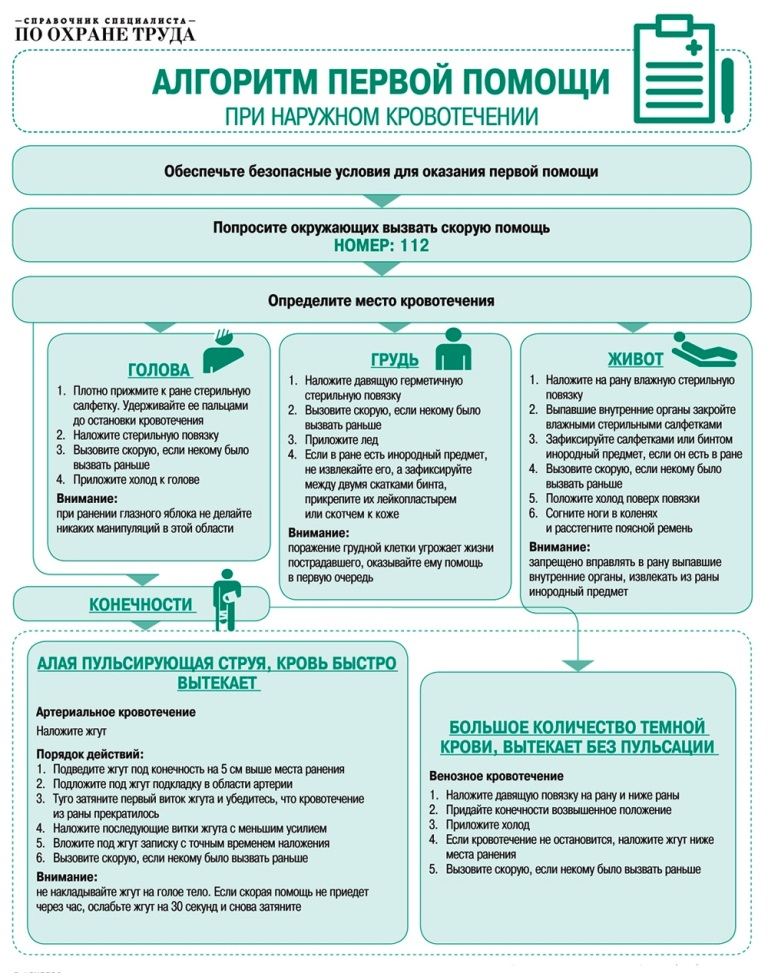 СПРАВОЧНИК СПЕЦИАЛИСТА
ПО ОХРАНЕ ТРУДА
АЛГОРИТМ ПЕРВОЙ ПОМОЩИ
ПРИ НАРУЖНОМ КРОВОТЕЧЕНИИ
Обеспечьте безопасные условия для оказания первой помощи
Попросите окружающих вызвать скорую помощь
НОМЕР: 112
Определите место кровотечения
ГОЛОВА
1. Плотно прижмите к ране стерильную
салфетку. Удерживайте ее пальцами
до остановки кровотечения
2. Наложите стерильную повязку
3. Вызовите скорую, если некому было
вызвать раньше
4. Приложите холод к голове
Внимание:
при ранении глазного яблока не делайте
никаких манипуляций в этой области
ГРУДЬ
1. Наложите давящую герметичную
стерильную повязку
2. Вызовите скорую, если некому было
вызвать раньше
3. Приложите лед
4. Если в ране есть инородный предмет,
не извлекайте его, а зафиксируйте
между двумя скатками бинта,
прикрепите их лейкопластырем
или скотчем к коже
Внимание:
поражение грудной клетки угрожает жизни
пострадавшего, оказывайте ему помощь
в первую очередь
ЖИВОТ
1. Наложите на рану влажную стерильную
повязку
2. Выпавшие внутренние органы закройте
влажными стерильными салфетками
3. Зафиксируйте салфетками или бинтом
инородный предмет, если он есть в ране
4. Вызовите скорую, если некому было
вызвать раньше
5. Положите холод поверх повязки
6. Согните ноги в коленях
и расстегните поясной ремень
Внимание:
запрещено вправлять в рану выпавшие
внутренние органы, извлекать из раны
инородный предмет
КОНЕЧНОСТИ
АЛАЯ ПУЛЬСИРУЮЩАЯ СТРУЯ, КРОВЬ БЫСТРО
ВЫТЕКАЕТ
Артериальное кровотечение
Наложите жгут
Порядок действий:
1. Подведите жгут под конечность на 5 см выше места ранения
2. Подложите под жгут подкладку в области артерии
3. Туго затяните первый виток жгута и убедитесь, что кровотечение
из раны прекратилось
4. Наложите последующие витки жгута с меньшим усилием
5. Вложите под жгут записку с точным временем наложения
6. Вызовите скорую, если некому было вызвать раньше
Внимание:
не накладывайте жгут на голое тело. Если скорая помощь не приедет
через час, ослабьте жгут на 30 секунд и снова затяните
БОЛЬШОЕ КОЛИЧЕСТВО ТЕМНОЙ
КРОВИ, ВЫТЕКАЕТ БЕЗ ПУЛЬСАЦИИ
Венозное кровотечение
1. Наложите давящую повязку на рану и ниже раны
2. Придайте конечности возвышенное положение
3. Приложите холод
4. Если кровотечение не остановится, наложите жгут ниже
места ранения
5. Вызовите скорую, если некому было вызвать раньше